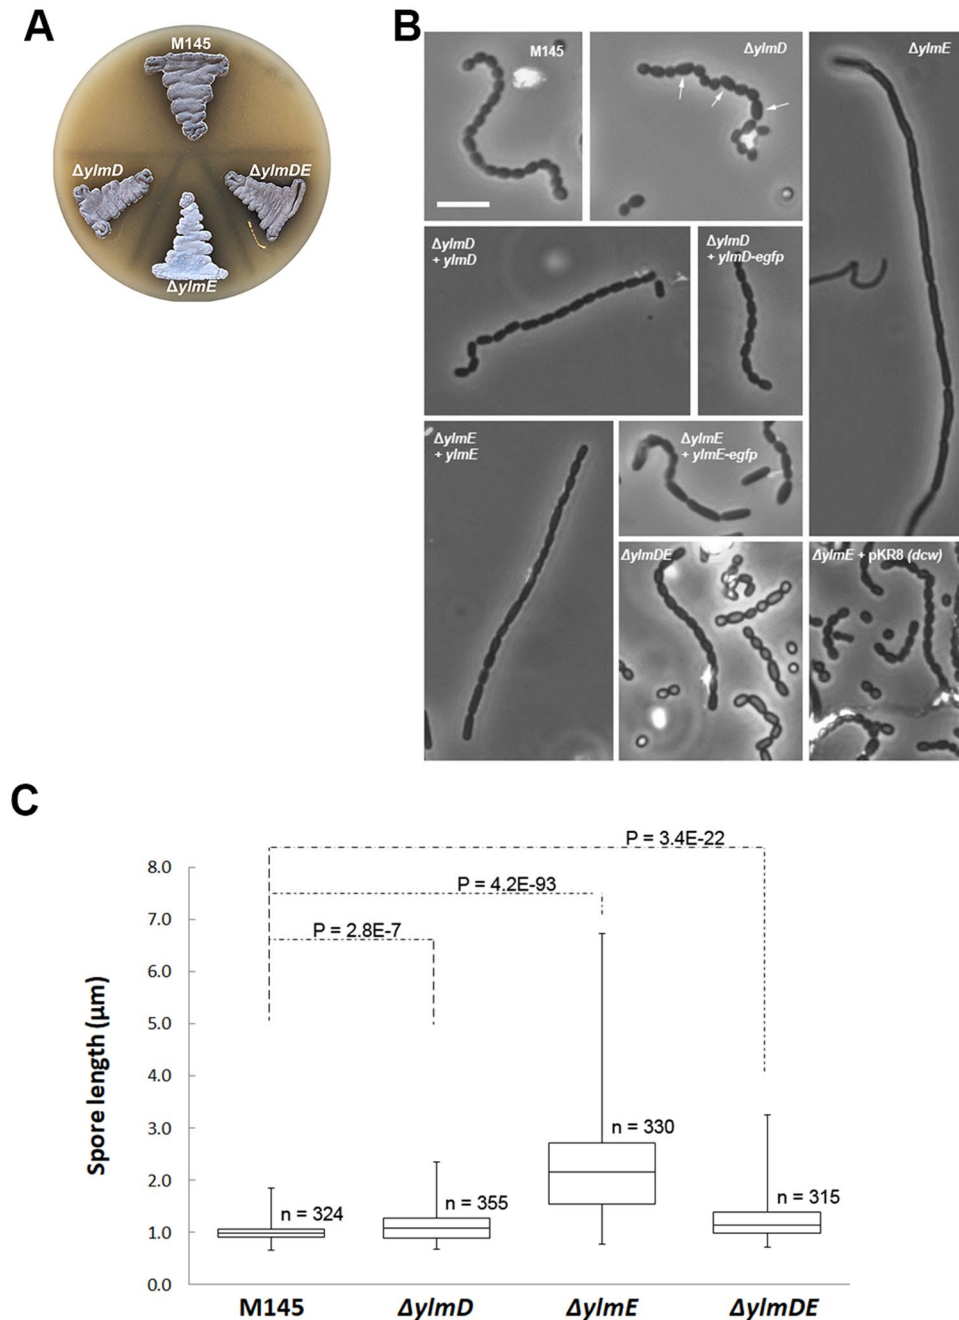 A
M145
ΔylmD
ΔylmDE
ΔylmE
B
M145
ΔylmD
ΔylmE
ΔylmD
+ ylmD
ΔylmD
+ ylmD-egfp
ΔylmE
+ ylmE
ΔylmE
+ ylmE-egfp
ΔylmDE
ΔylmE + pKR8 (dcw)
C
P = 3.4E-22
P = 4.2E-93
P = 2.8E-7
Spore length (µm)
8.0
7.0
6.0
5.0
4.0
3.0
2.0
1.0
0.0
n = 324
n = 355
n = 330
n = 315
M145
ΔylmD
ΔylmE
ΔylmDE